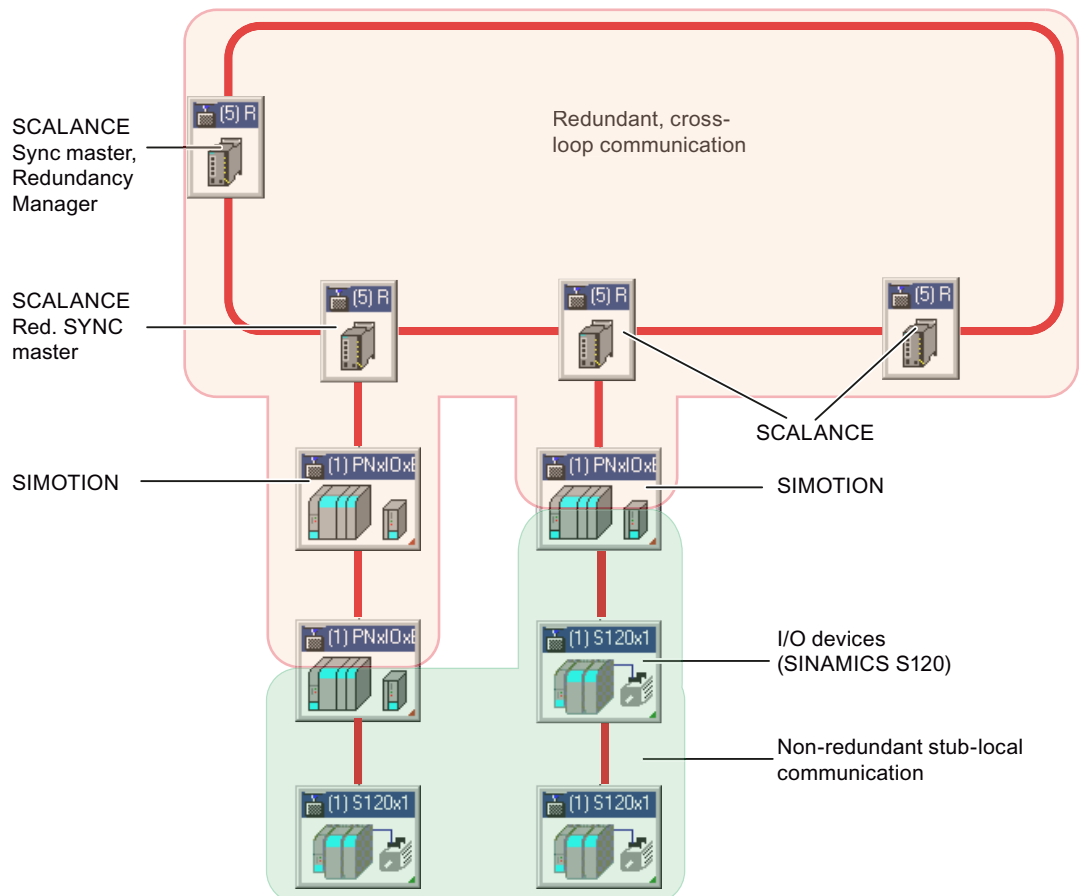 (5) R
Redundant, cross-
loop communication
SCALANCE
Sync master,
Redundancy
Manager
SCALANCE
Red. SYNC
master
(5) R
(5) R
(5) R
SCALANCE
SIMOTION
(1) PNxIOxE
(1) PNxIOxE
SIMOTION
(1) PNxIOxE
(1) S120x1
I/O devices
(SINAMICS S120)
Non-redundant stub-local
communication
(1) S120x1
(1) S120x1